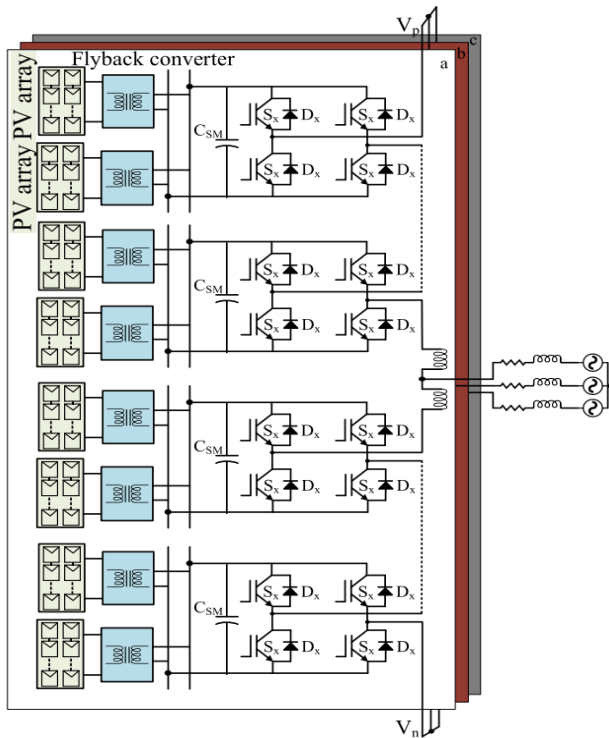 Vp
c
b
a
Flyback converter
PV array
PV array
CSM
Sx Dx Sx Dx
Sx Dx Sx Dx
CSM
Sx Dx Sx Dx
Sx Dx Sx Dx
CSM
Sx Dx Sx Dx
Sx Dx Sx Dx
CSM
Sx Dx Sx Dx
Sx Dx Sx Dx
Vn